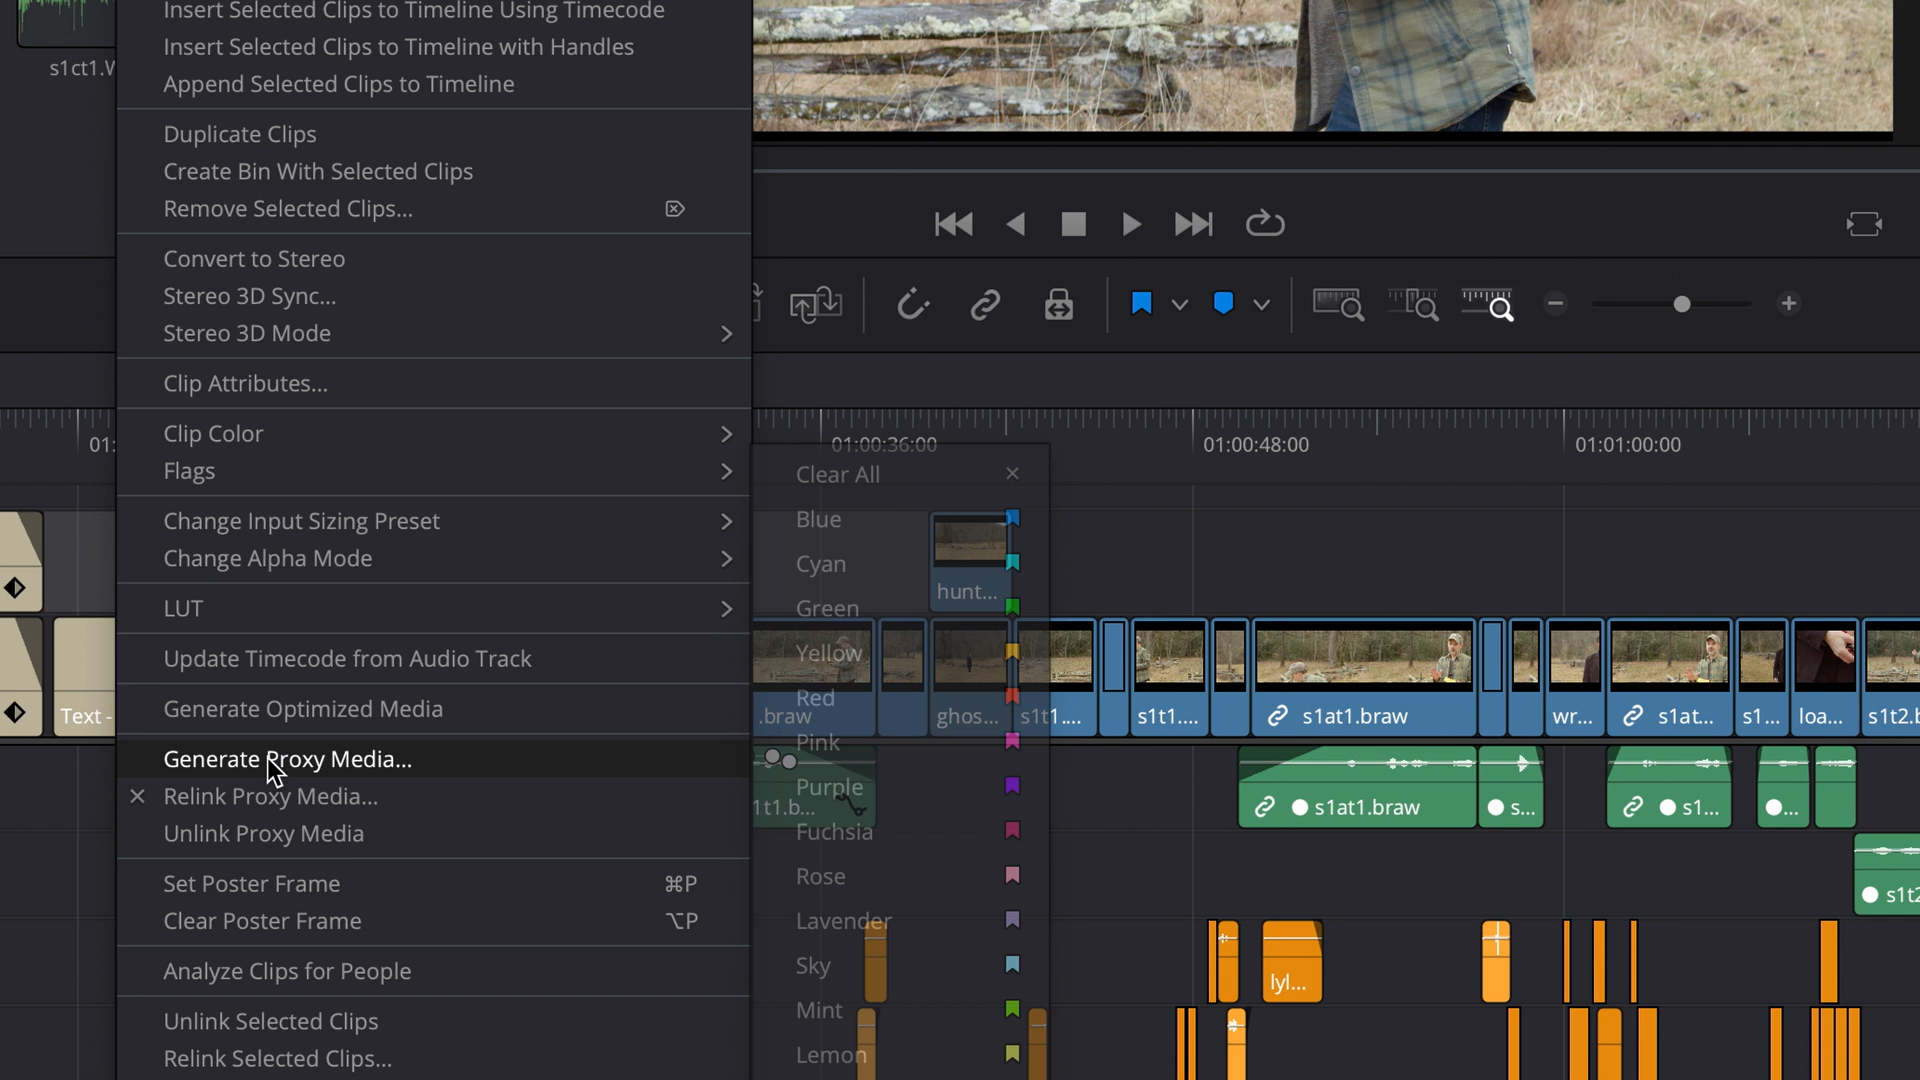 Insert Selected Clips to Timeline Using Timecode
Insert Selected Clips to Timeline with Handles
Append Selected Clips to Timeline
s1ct1.W
Duplicate Clips
Create Bin With Selected Clips
Remove Selected Clips...
Convert to Stereo
Stereo 3D Sync...
Stereo 3D Mode
Clip Attributes...
Clip Color
Flags
Change Input Sizing Preset
Change Alpha Mode
LUT
Update Timecode from Audio Track
Generate Optimized Media
Generate Proxy Media...
Relink Proxy Media...
Unlink Proxy Media
Set Poster Frame ⌘P
Clear Poster Frame ⌥P
Analyze Clips for People
Unlink Selected Clips
Relink Selected Clips...
01: 01:00:36:00 01:00:48:00 01:01:00:00
Clear All
Blue
Cyan
Green
Yellow
Red
Pink
Purple
Fuchsia
Rose
Lavender
Sky
Mint
Lemon
hunt...
Text - .braw ghos... s1t1.... s1t1.... s1at1.braw wr... s1at... s1... loa... s1t2.b
1t1.b... s1at1.braw s... s1... ...
s1t2
lyl...